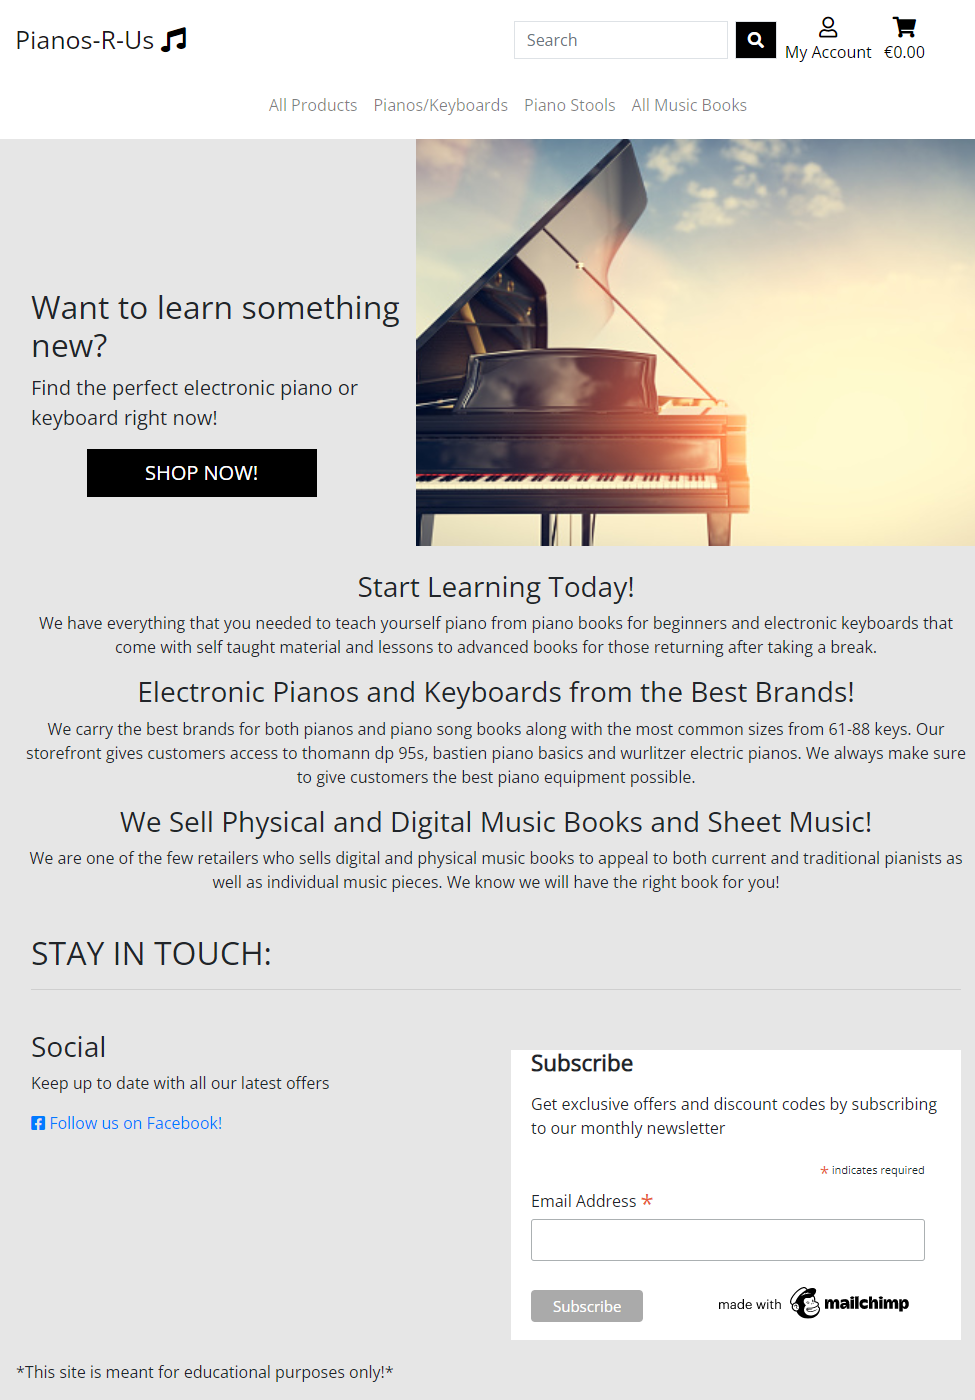 Pianos-R-Us
Search
My Account
€0.00
All Products
Pianos/Keyboards
Piano Stools
All Music Books
Want to learn something
new?
Find the perfect electronic piano or
keyboard right now!
SHOP NOW!
Start Learning Today!
We have everything that you needed to teach yourself piano from piano books for beginners and electronic keyboards that
come with self taught material and lessons to advanced books for those returning after taking a break.
Electronic Pianos and Keyboards from the Best Brands!
We carry the best brands for both pianos and piano song books along with the most common sizes from 61-88 keys. Our
storefront gives customers access to thomann dp 95s, bastien piano basics and wurlitzer electric pianos. We always make sure
to give customers the best piano equipment possible.
We Sell Physical and Digital Music Books and Sheet Music!
We are one of the few retailers who sells digital and physical music books to appeal to both current and traditional pianists as
well as individual music pieces. We know we will have the right book for you!
STAY IN TOUCH:
Social
Keep up to date with all our latest offers
Follow us on Facebook!
Subscribe
Get exclusive offers and discount codes by subscribing
to our monthly newsletter
* indicates required
Email Address *
Subscribe
made with mailchimp
*This site is meant for educational purposes only!*